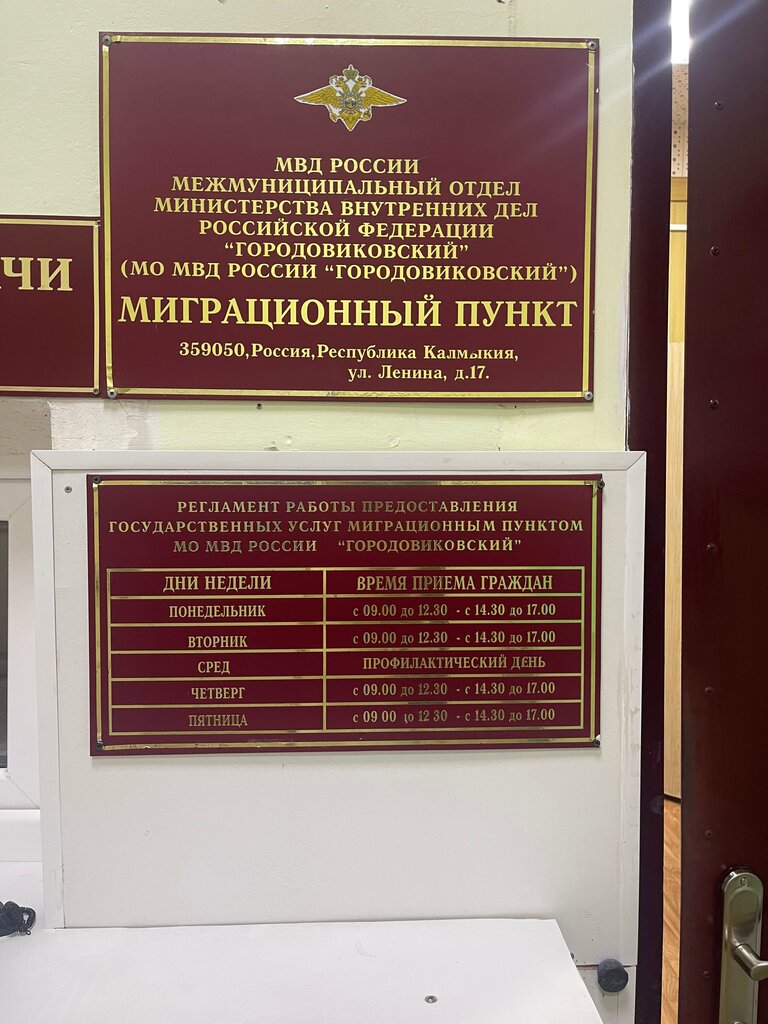 ЧИ
МВД РОССИИ
МЕЖМУНИЦИПАЛЬНЫЙ ОТДЕЛ
МИНИСТЕРСТВА ВНУТРЕННИХ ДЕЛ
РОССИЙСКОЙ ФЕДЕРАЦИИ
“ГОРОДОВИКОВСКИЙ”
(МО МВД РОССИИ “ГОРОДОВИКОВСКИЙ”)
МИГРАЦИОННЫЙ ПУНКТ
359050,Россия,Республика Калмыкия,
ул. Ленина, д.17.
РЕГЛАМЕНТ РАБОТЫ ПРЕДОСТАВЛЕНИЯ
ГОСУДАРСТВЕННЫХ УСЛУГ МИГРАЦИОННЫМ ПУНКТОМ
МО МВД РОССИИ “ГОРОДОВИКОВСКИЙ”
ДНИ НЕДЕЛИ ВРЕМЯ ПРИЕМА ГРАЖДАН
ПОНЕДЕЛЬНИК с 09.00 до 12.30 - с 14.30 до 17.00
ВТОРНИК с 09.00 до 12.30 - с 14.30 до 17.00
СРЕД ПРОФИЛАКТИЧЕСКИЙ ДЕНЬ
ЧЕТВЕРГ с 09.00 до 12.30 - с 14.30 до 17.00
ПЯТНИЦА с 09 00 до 12 30 - с 14.30 до 17.00